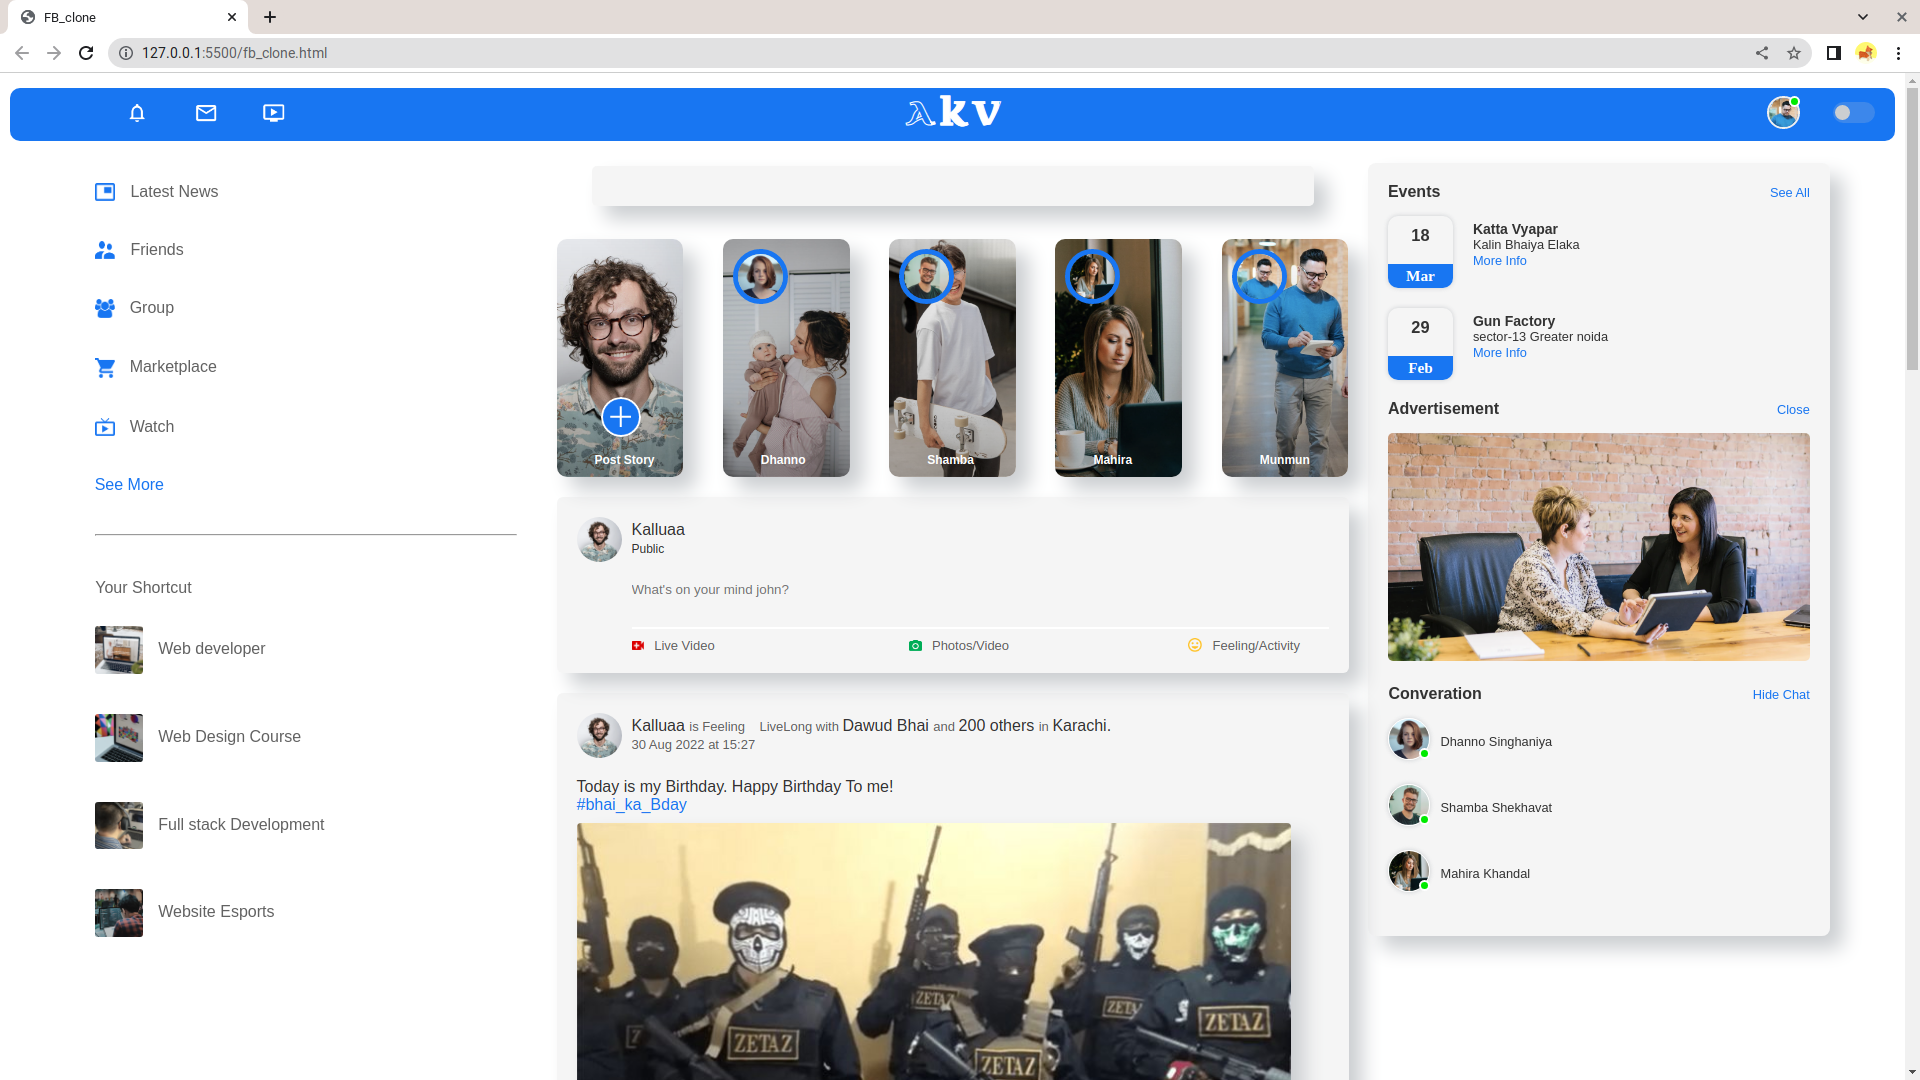 FB_clone
127.0.0.1:5500/fb_clone.html
Akv
Latest News
Friends
Group
Marketplace
Watch
See More
Your Shortcut
Web developer
Web Design Course
Full stack Development
Website Esports
Post Story
Dhanno
Shamba
Mahira
Munmun
Kalluaa
Public
What's on your mind john?
Live Video
Photos/Video
Feeling/Activity
Kalluaa is Feeling LiveLong with Dawud Bhai and 200 others in Karachi.
30 Aug 2022 at 15:27
Today is my Birthday. Happy Birthday To me!
#bhai_ka_Bday
ZETAZ
ZETAZ
ZETAZ
ZETAZ
ZETAZ
Events
See All
18
Mar
Katta Vyapar
Kalin Bhaiya Elaka
More Info
29
Feb
Gun Factory
sector-13 Greater noida
More Info
Advertisement
Close
Converation
Hide Chat
Dhanno Singhaniya
Shamba Shekhavat
Mahira Khandal